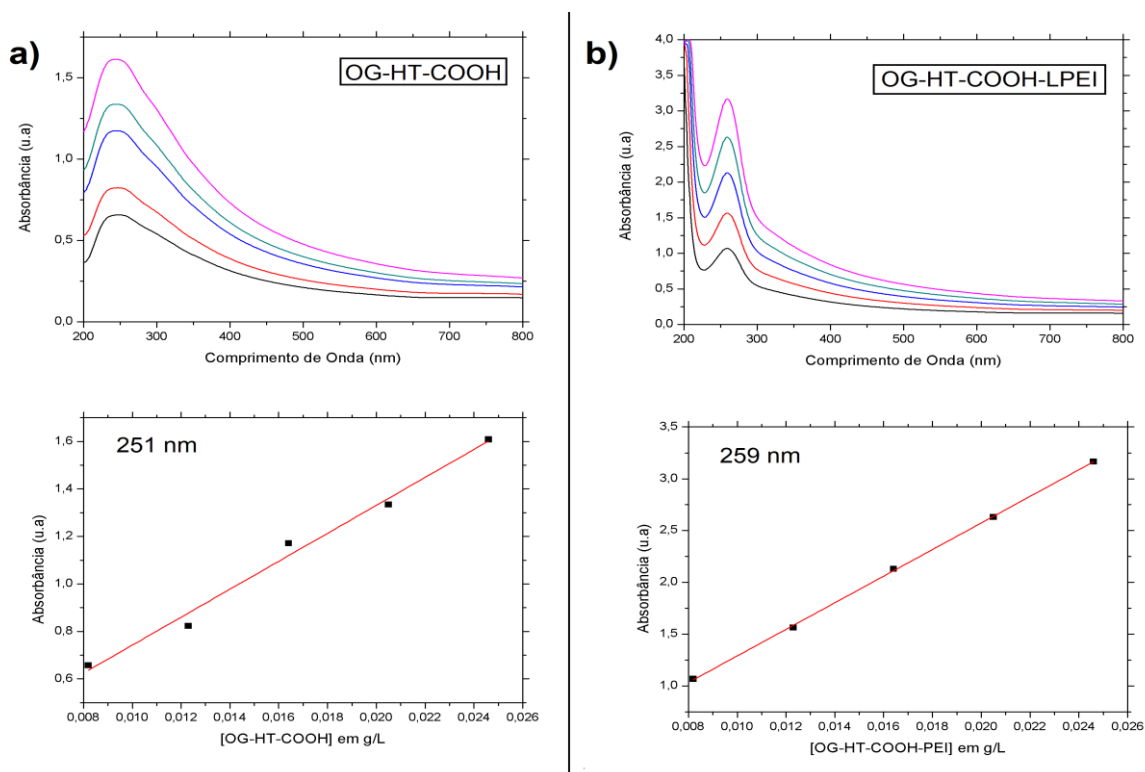 a)
OG-HT-COOH
1,5
1,0
0,5
0,0
Absorbância (u.a)
200 300 400 500 600 700 800
Comprimento de Onda (nm)
251 nm
1,6
1,4
1,2
1,0
0,8
0,6
Absorbância (u.a)
0,008 0,010 0,012 0,014 0,016 0,018 0,020 0,022 0,024 0,026
[OG-HT-COOH] em g/L
b)
OG-HT-COOH-LPEI
4,0
3,5
3,0
2,5
2,0
1,5
1,0
0,5
0,0
Absorbância (u.a)
200 300 400 500 600 700 800
Comprimento de Onda (nm)
259 nm
3,5
3,0
2,5
2,0
1,5
1,0
Absorbância (u.a)
0,008 0,010 0,012 0,014 0,016 0,018 0,020 0,022 0,024 0,026
[OG-HT-COOH-PEI] em g/L